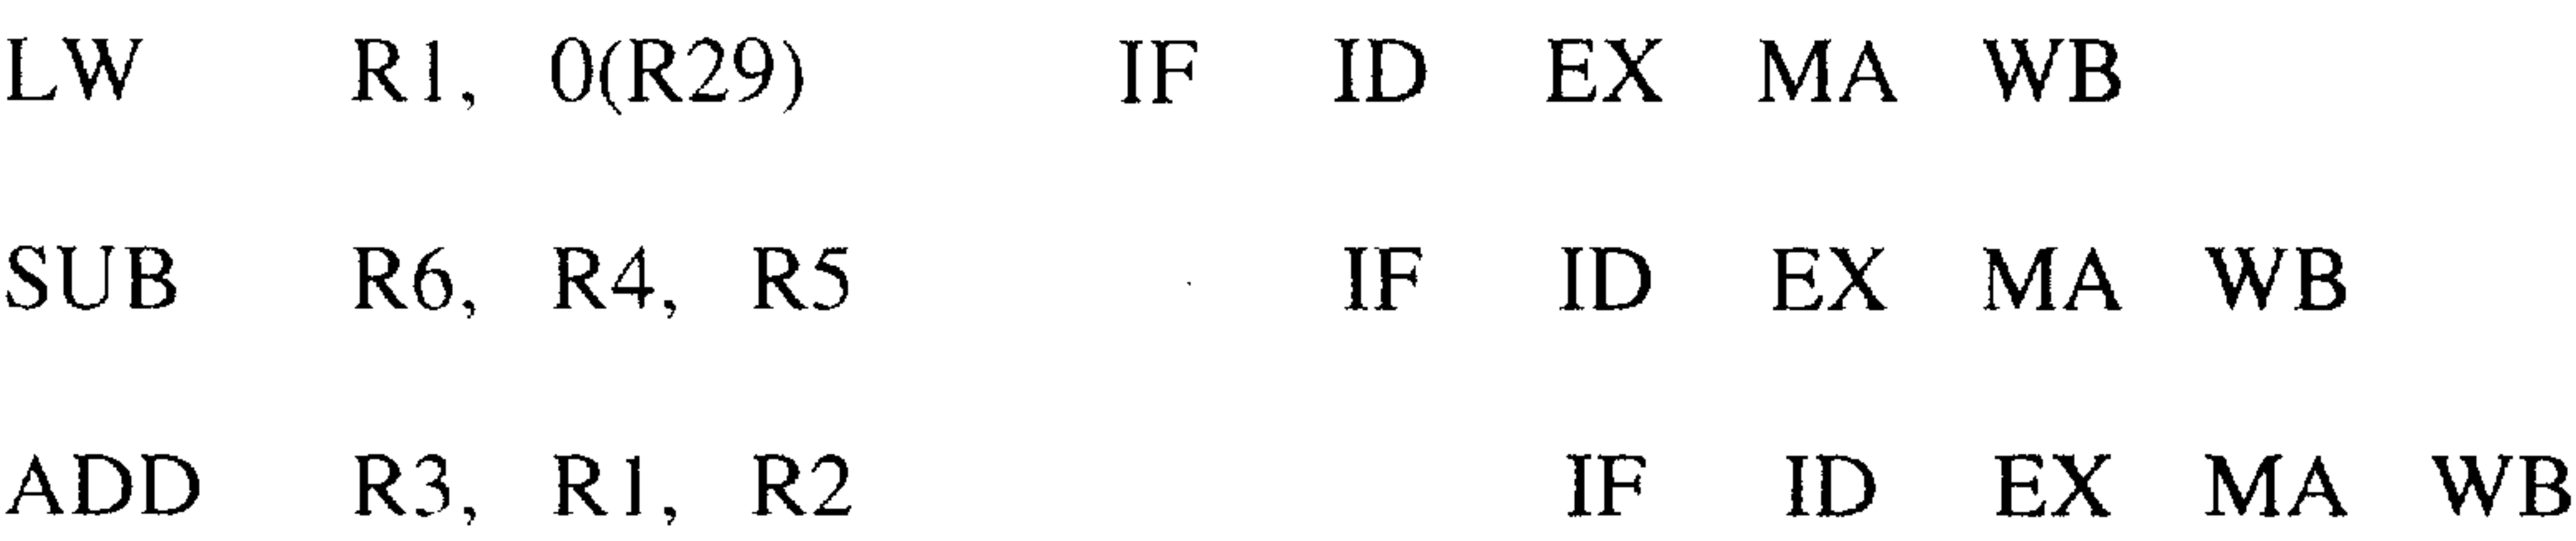 LW R1, 0(R29) IF ID EX MA WB
SUB R6, R4, R5 IF ID EX MA WB
ADD R3, R1, R2 IF ID EX MA WB